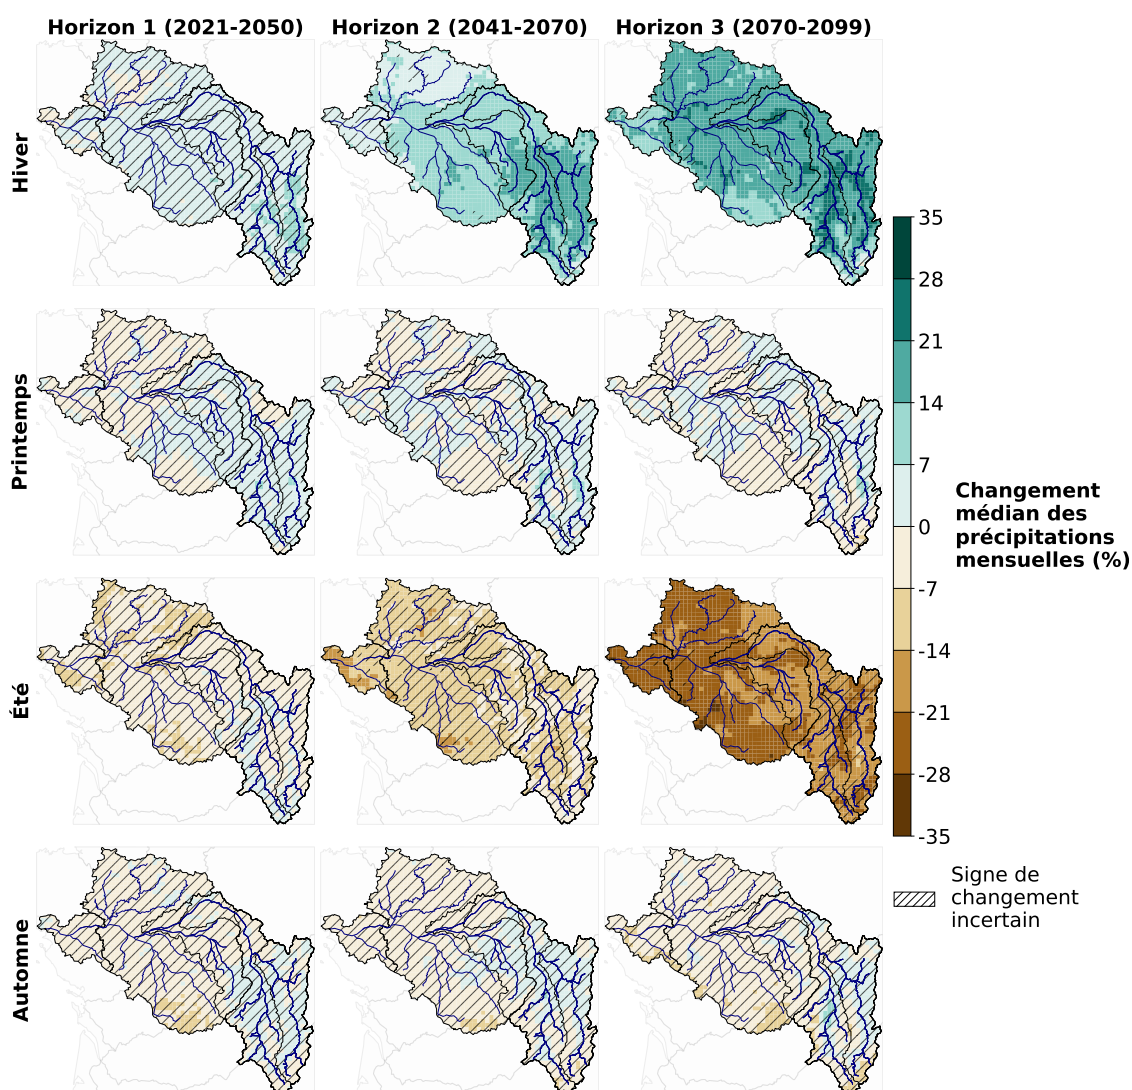 Horizon 1 (2021-2050)
Horizon 2 (2041-2070)
Horizon 3 (2070-2099)
Hiver
Printemps
Été
Automne
35
28
21
14
7
0
-7
-14
-21
-28
-35
Changement
médian des
précipitations
mensuelles (%)
Signe de
changement
incertain